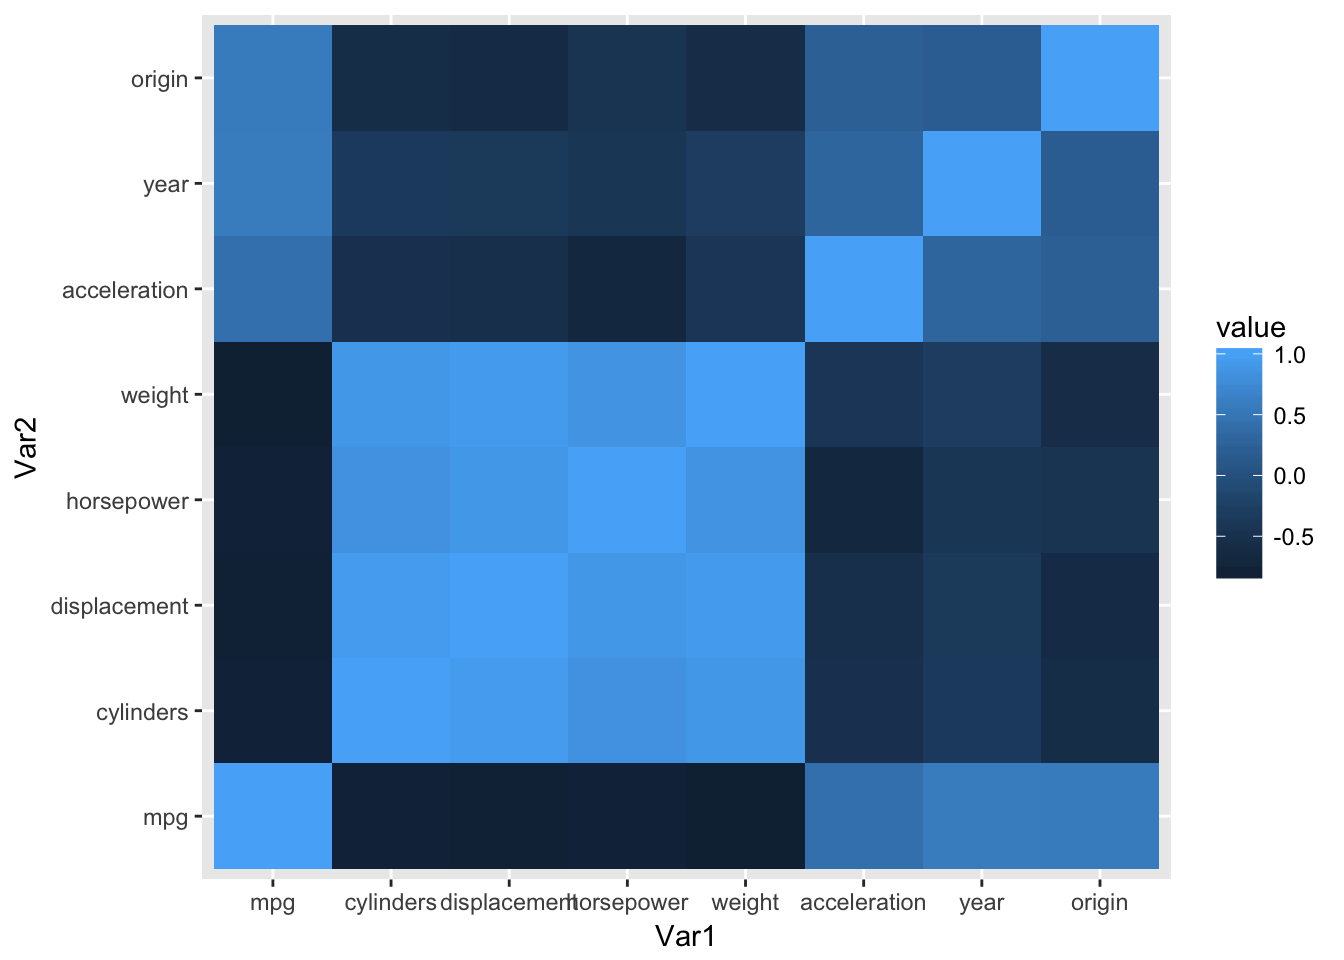 origin
year
acceleration
weight
horsepower
displacement
cylinders
mpg
Var2
mpg cylinders displacement horsepower weight acceleration year origin
Var1
value
1.0
0.5
0.0
-0.5